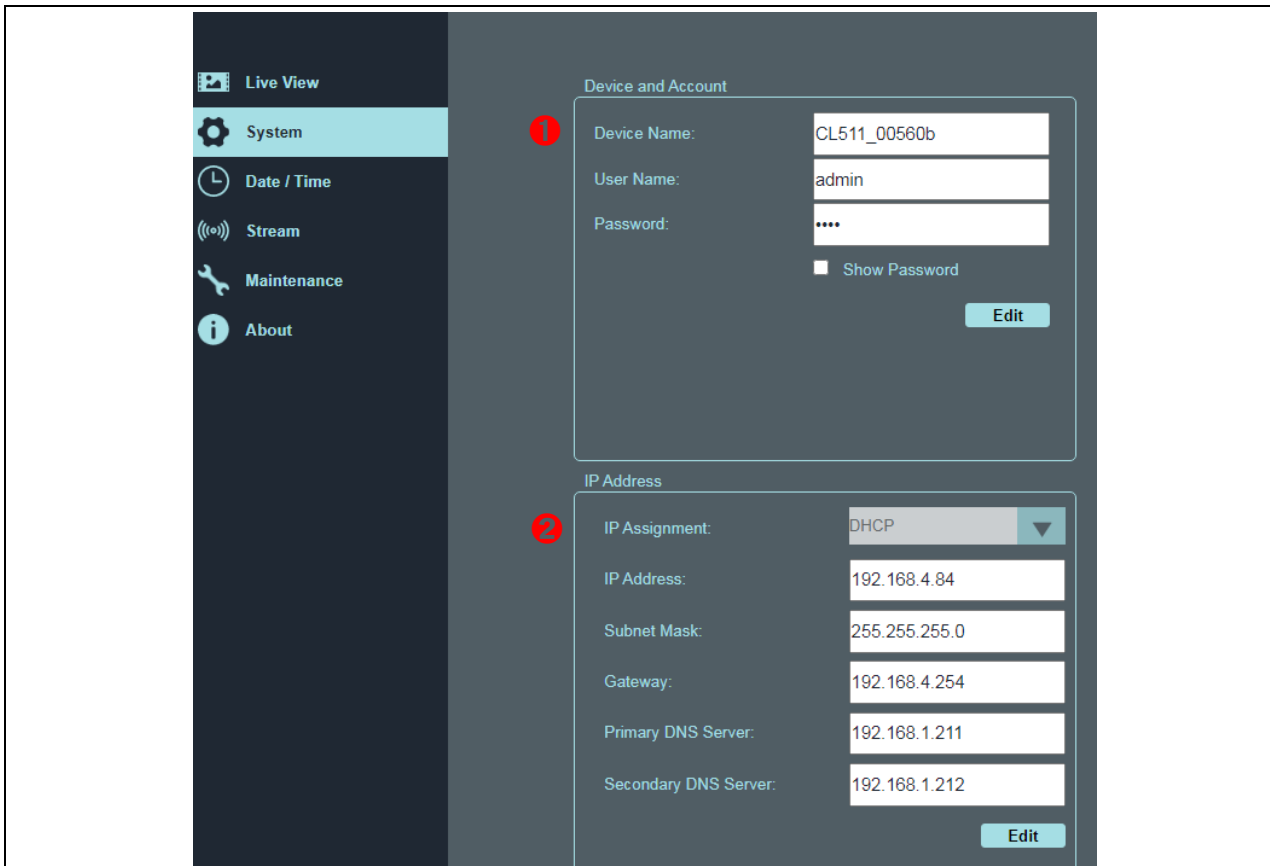 Live View
System
Date / Time
Stream
Maintenance
About
Device and Account
1
Device Name: CL511_00560b
User Name: admin
Password: ••••
Show Password
Edit
IP Address
2
IP Assignment: DHCP
IP Address: 192.168.4.84
Subnet Mask: 255.255.255.0
Gateway: 192.168.4.254
Primary DNS Server: 192.168.1.211
Secondary DNS Server: 192.168.1.212
Edit